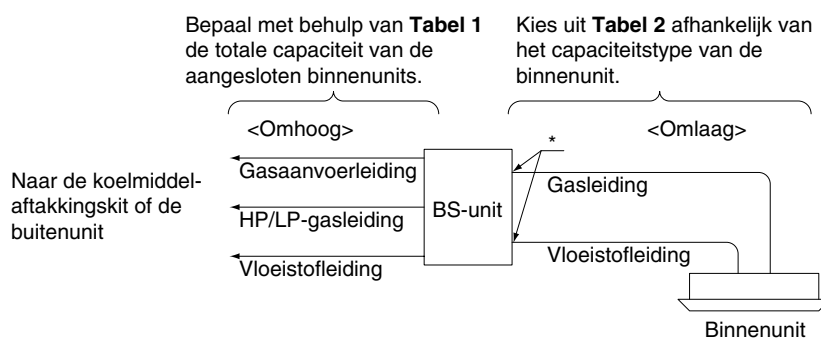 Bepaal met behulp van Tabel 1
de totale capaciteit van de
aangesloten binnenunits.
Kies uit Tabel 2 afhankelijk van
het capaciteitstype van de
binnenunit.
<Omhoog>
<Omlaag>
*
Naar de koelmiddel-
aftakkingskit of de
buitenunit
Gasaanvoerleiding
HP/LP-gasleiding
Vloeistofleiding
BS-unit
Gasleiding
Vloeistofleiding
Binnenunit